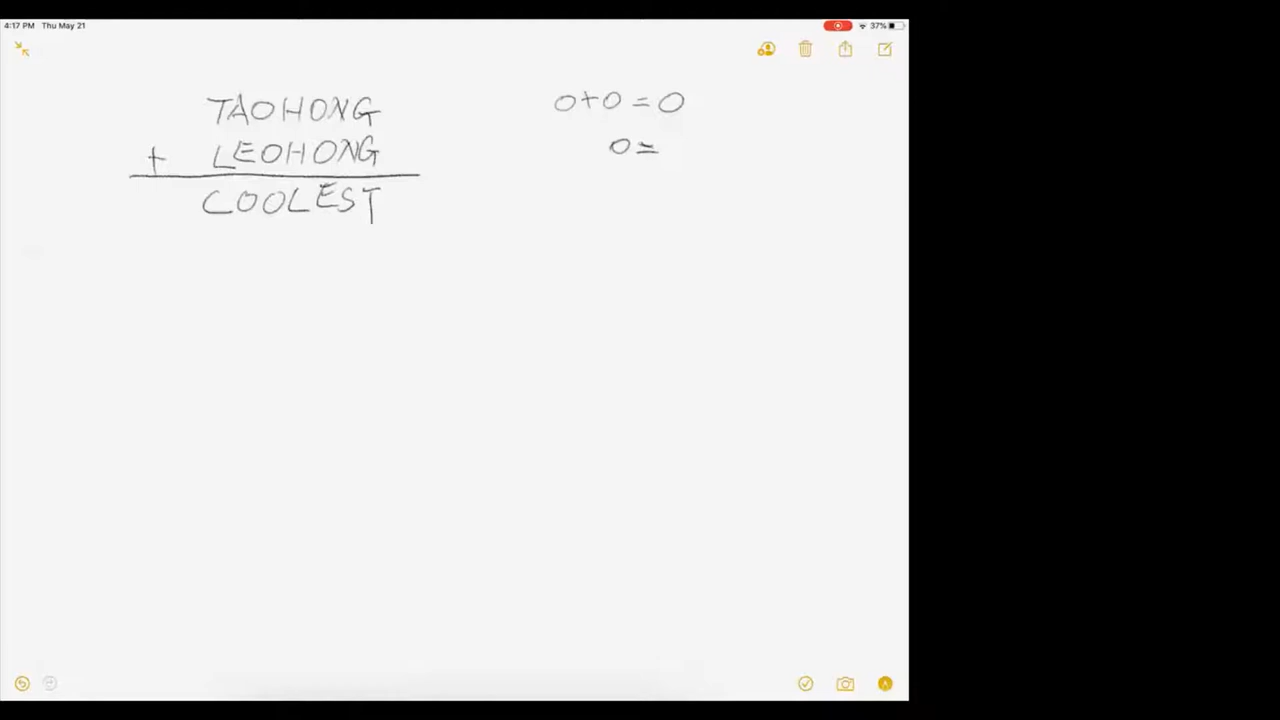 4:17 PM Thu May 21
37%
TAOHONG
+ LEOHONG
COOLEST
O+O=O
O=